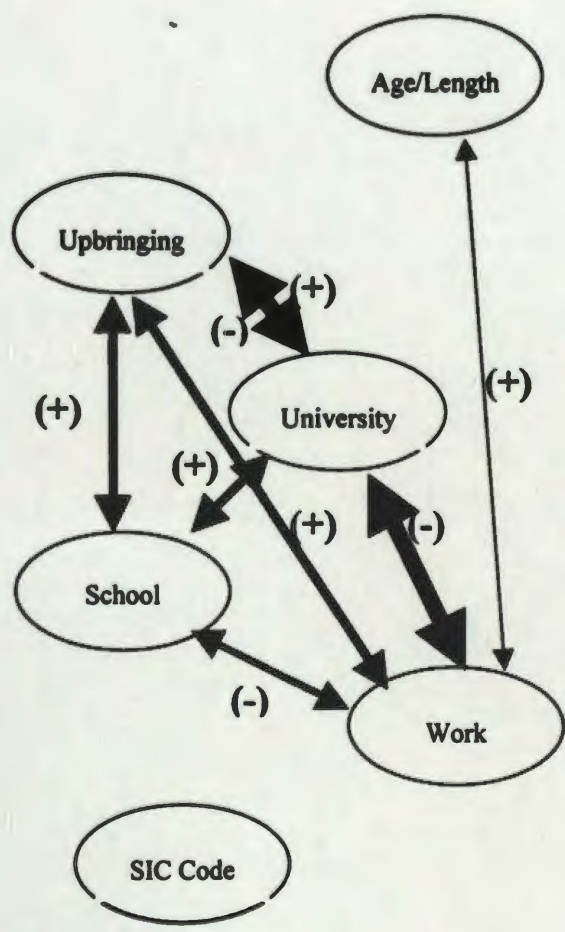 Age/Length
Upbringing
(+)
(-)
(+)
(+)
University
(+)
(+)
(-)
School
(-)
Work
SIC Code